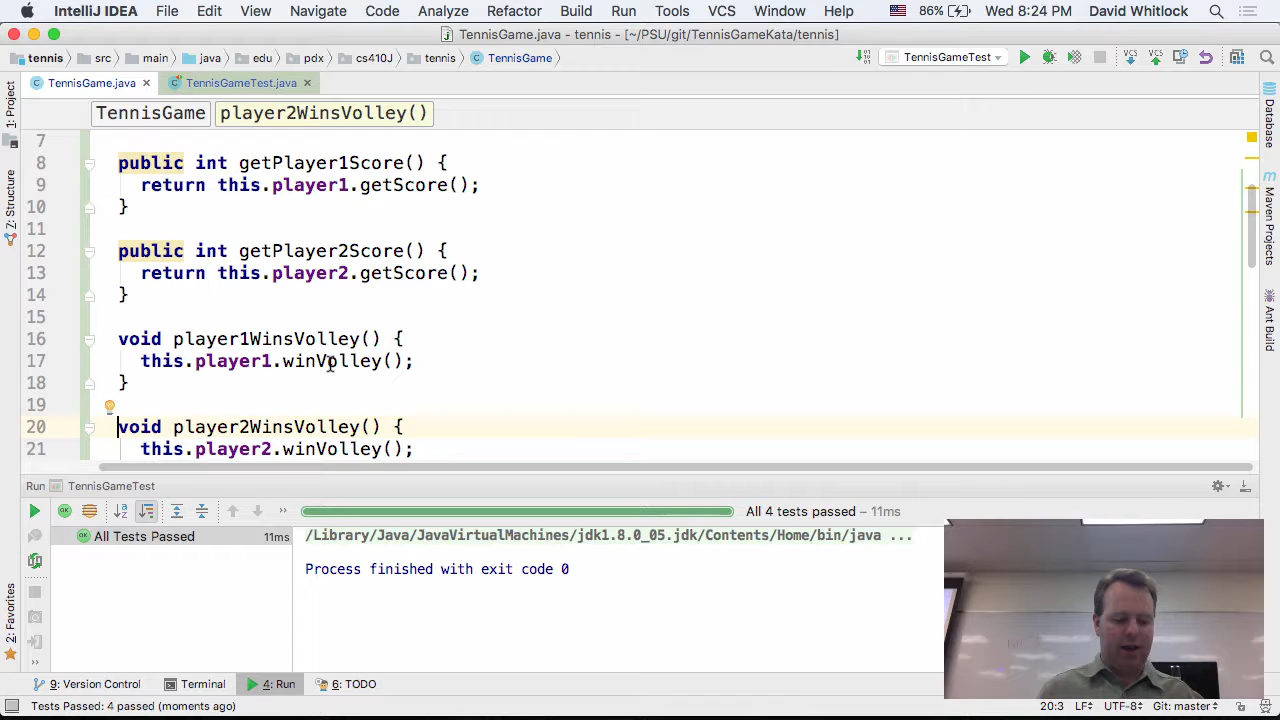 IntelliJ IDEA File Edit View Navigate Code Analyze Refactor Build Run Tools VCS Window Help 86% Wed 8:24 PM David Whitlock
TennisGame.java - tennis - [~/PSU/git/TennisGameKata/tennis]
tennis src main java edu pdx cs410J tennis TennisGame TennisGameTest VCS VCS
TennisGame.java TennisGameTest.java
TennisGame player2WinsVolley()
1: Project
Z: Structure
2: Favorites
Database
Maven Projects
Ant Build
7
8 public int getPlayer1Score() {
9 return this.player1.getScore();
10 }
11
12 public int getPlayer2Score() {
13 return this.player2.getScore();
14 }
15
16 void player1WinsVolley() {
17 this.player1.winVolley();
18 }
19
20 void player2WinsVolley() {
21 this.player2.winVolley();
Run TennisGameTest
All 4 tests passed – 11ms
All Tests Passed 11ms
/Library/Java/JavaVirtualMachines/jdk1.8.0_05.jdk/Contents/Home/bin/java ...
Process finished with exit code 0
9: Version Control Terminal 4: Run 6: TODO
Tests Passed: 4 passed (moments ago) 20:3 LF UTF-8 Git: master